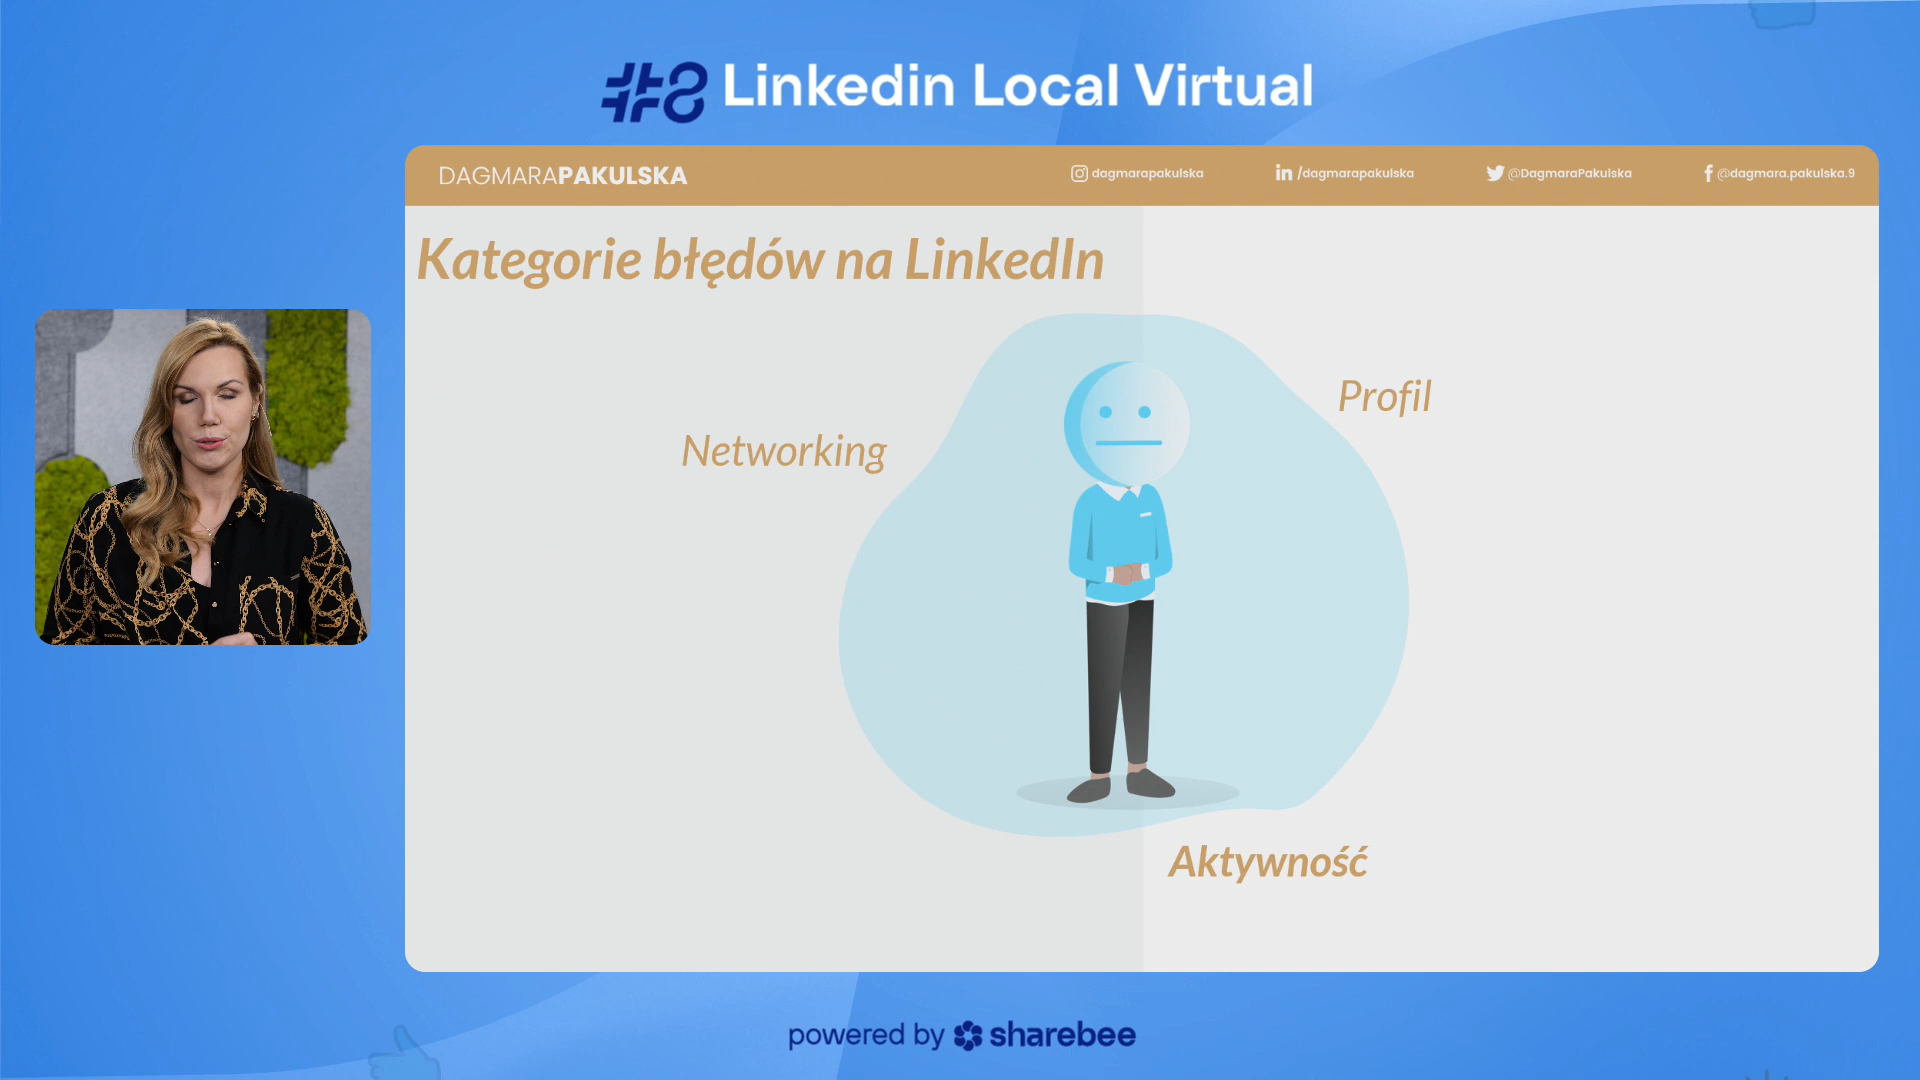 #8 Linkedin Local Virtual
DAGMARAPAKULSKA
dagmarapakulska
in /dagmarapakulska
@DagmaraPakulska
f @dagmara.pakulska.9
Kategorie błędów na LinkedIn
Profil
Networking
Aktywność
powered by sharebee